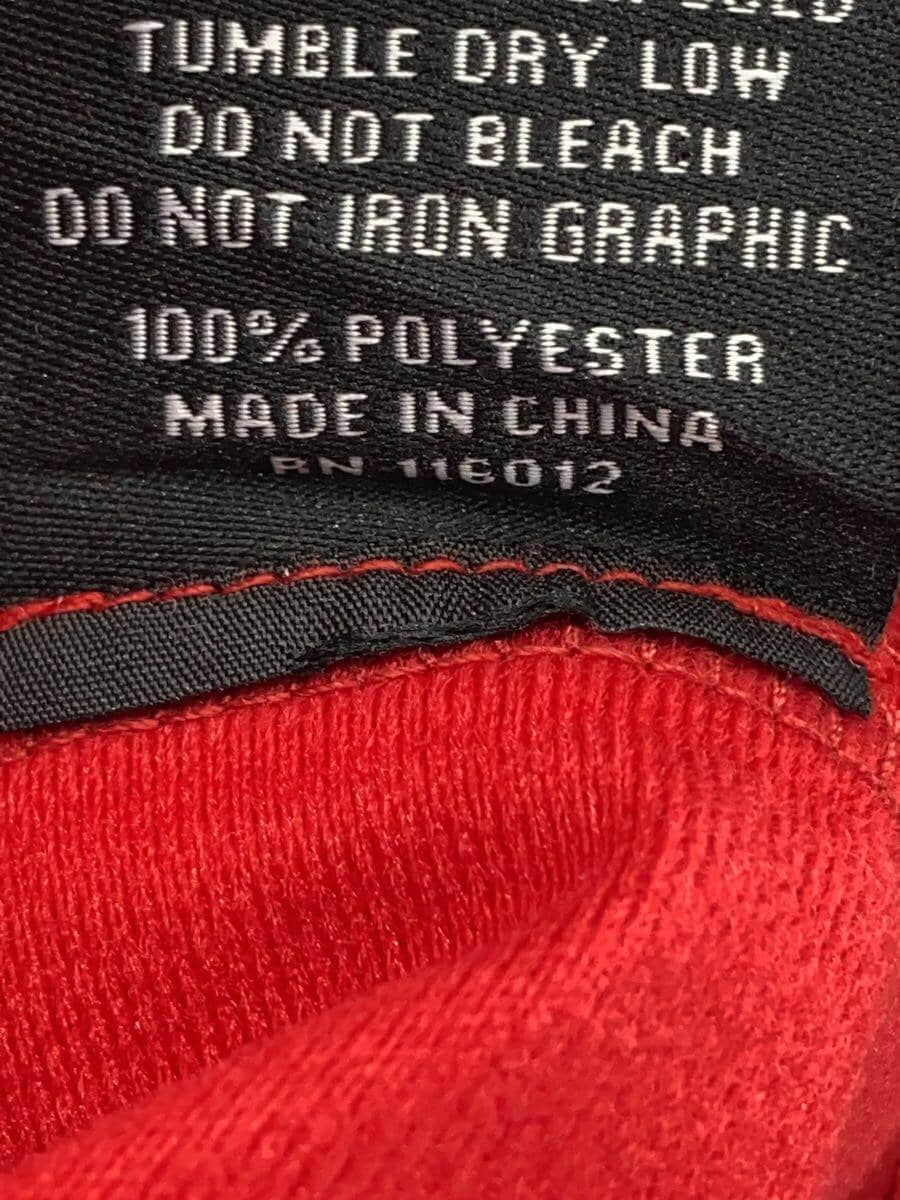 TUMBLE DRY LOW
DO NOT BLEACH
DO NOT IRON GRAPHIC
100% POLYESTER
MADE IN CHINA
RN 116012